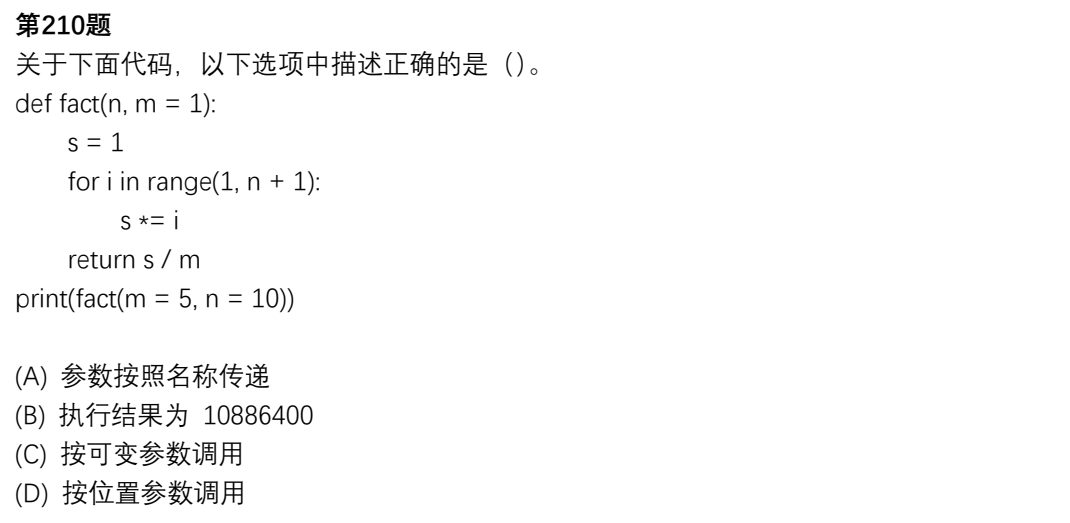 第210题
关于下面代码，以下选项中描述正确的是（）。
def fact(n, m = 1):
s = 1
for i in range(1, n + 1):
s *= i
return s / m
print(fact(m = 5, n = 10))
(A) 参数按照名称传递
(B) 执行结果为 10886400
(C) 按可变参数调用
(D) 按位置参数调用